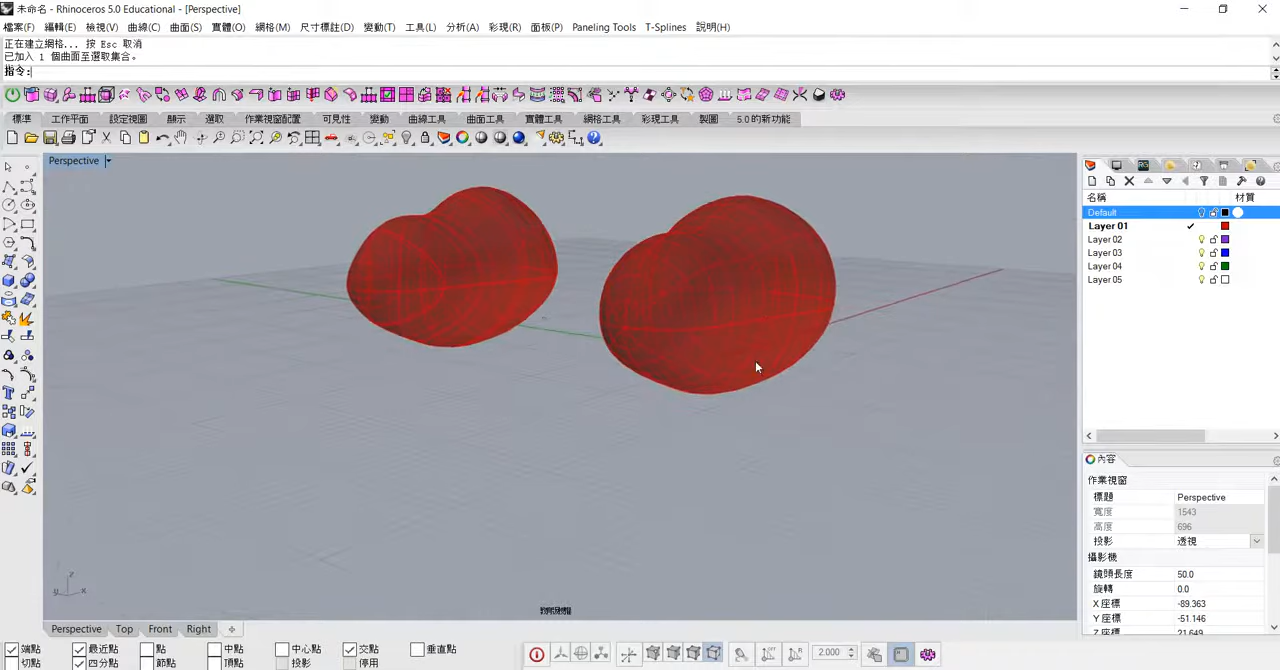 未命名 - Rhinoceros 5.0 Educational - [Perspective]
檔案(F) 編輯(E) 檢視(V) 曲線(C) 曲面(S) 實體(O) 網格(M) 尺寸標註(D) 變動(T) 工具(L) 分析(A) 彩現(R) 面板(P) Paneling Tools T-Splines 說明(H)
正在建立網格... 按 Esc 取消
已加入 1 個曲面至選取集合。
指令:
標準 工作平面 設定視圖 顯示 選取 作業視窗配置 可見性 變動 曲線工具 曲面工具 實體工具 網格工具 彩現工具 製圖 5.0 的新功能
Perspective
名稱 材質
Default
Layer 01
Layer 02
Layer 03
Layer 04
Layer 05
內容
作業視窗
標題 Perspective
寬度 1543
高度 696
投影 透視
攝影機
鏡頭長度 50.0
旋轉 0.0
X 座標 -89.363
Y 座標 -51.146
Z 座標 21.649
z
y x
Perspective Top Front Right
端點 最近點 點 中點 中心點 交點 垂直點
切點 四分點 節點 頂點 投影 停用
2.000